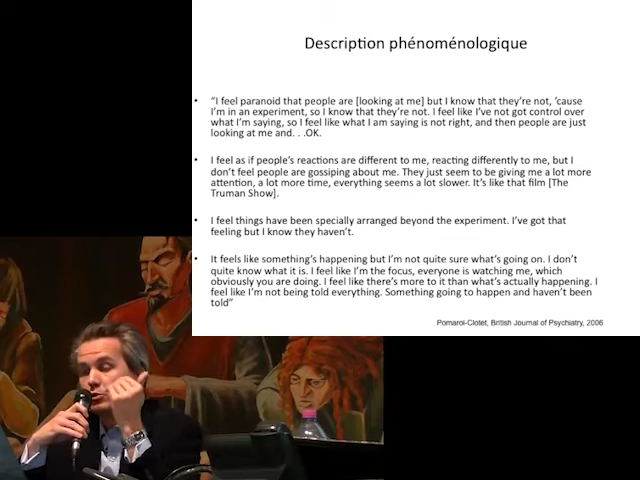 Description phénoménologique
• "I feel paranoid that people are [looking at me] but I know that they're not, 'cause
I'm in an experiment, so I know that they're not. I feel like I've not got control over
what I'm saying, so I feel like what I am saying is not right, and then people are just
looking at me and. . .OK.
• I feel as if people's reactions are different to me, reacting differently to me, but I
don't feel people are gossiping about me. They just seem to be giving me a lot more
attention, a lot more time, everything seems a lot slower. It's like that film [The
Truman Show].
• I feel things have been specially arranged beyond the experiment. I've got that
feeling but I know they haven't.
• It feels like something's happening but I'm not quite sure what's going on. I don't
quite know what it is. I feel like I'm the focus, everyone is watching me, which
obviously you are doing. I feel like there's more to it than what's actually happening. I
feel like I'm not being told everything. Something going to happen and haven't been
told"
Pomarol-Clotet, British Journal of Psychiatry, 2006